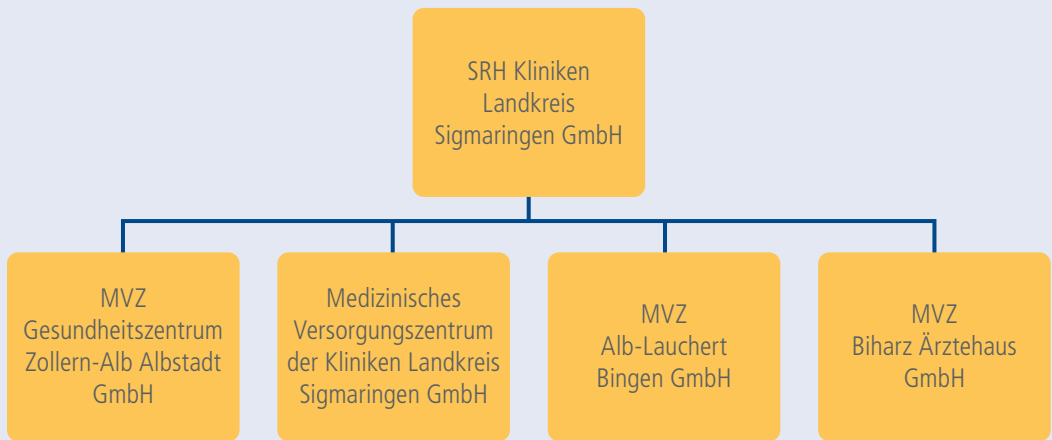 SRH Kliniken
Landkreis
Sigmaringen GmbH
MVZ
Gesundheitszentrum
Zollern-Alb Albstadt
GmbH
Medizinisches
Versorgungszentrum
der Kliniken Landkreis
Sigmaringen GmbH
MVZ
Alb-Lauchert
Bingen GmbH
MVZ
Biharz Ärztehaus
GmbH